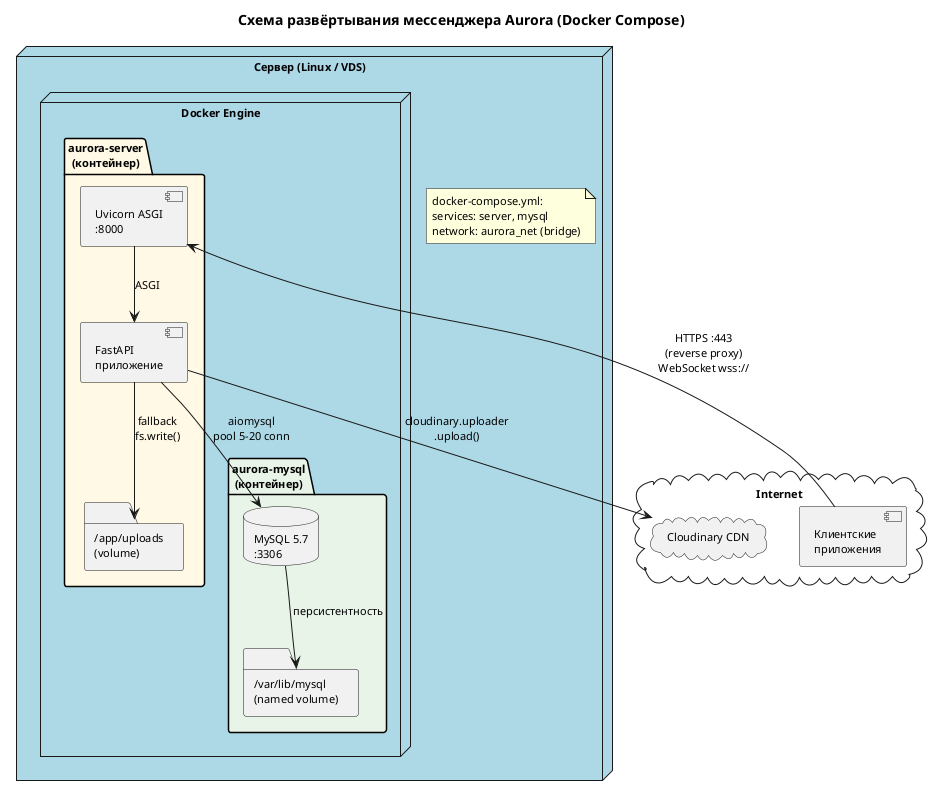 Схема развёртывания мессенджера Aurora (Docker Compose)
Сервер (Linux / VDS)
Docker Engine
aurora-server
(контейнер)
Uvicorn ASGI
:8000
docker-compose.yml:
services: server, mysql
network: aurora_net (bridge)
ASGI
FastAPI
приложение
HTTPS :443
(reverse proxy)
WebSocket wss://
fallback
fs.write()
aiomysql
pool 5-20 conn
cloudinary.uploader
.upload()
aurora-mysql
(контейнер)
/app/uploads
(volume)
MySQL 5.7
:3306
Internet
Cloudinary CDN
Клиентские
приложения
персистентность
/var/lib/mysql
(named volume)